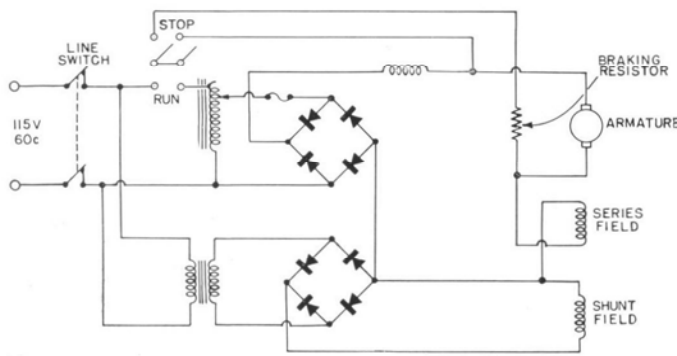 STOP
LINE
SWITCH
RUN
115V
60c
BRAKING
RESISTOR
ARMATURE
SERIES
FIELD
SHUNT
FIELD